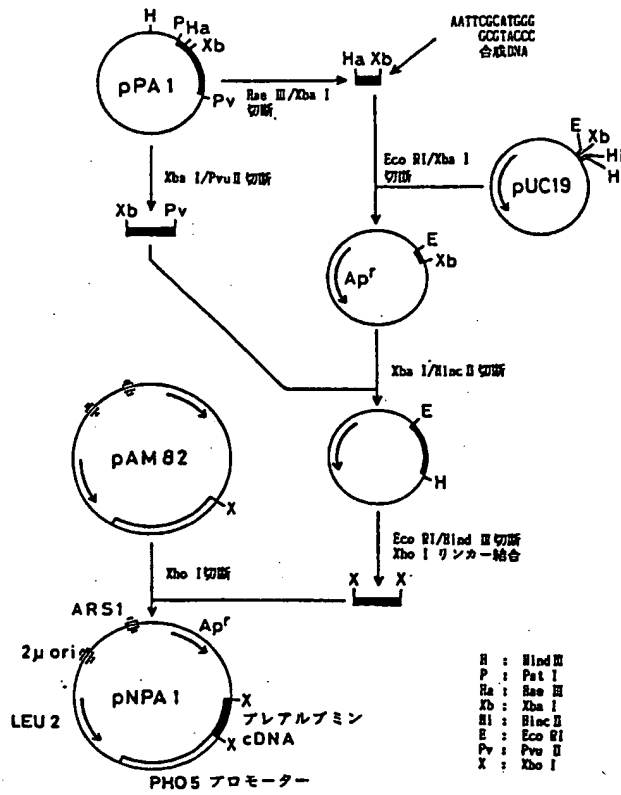 H
P
Ha
Xb
pPA1
Pv
Hae III/Xba I
切断
Ha Xb
AATTCGCATGGG
GCGTACCC
合成DNA
Xba I/Pvu II 切断
Eco RI/Xba I
切断
E
Xb
Hi
H
pUC19
Xb Pv
E
Xb
Apr
Xba I/Hinc II 切断
pAM82
X
E
H
Eco RI/Hind III 切断
Xho I リンカー結合
Xho I 切断
X X
ARS1
Apr
2μ ori
pNPA1
LEU2
X
プレアルブミン
X cDNA
PHO5 プロモーター
H : Hind III
P : Pst I
Ha : Hae III
Xb : Xba I
Hi : Hinc II
E : Eco RI
Pv : Pvu II
X : Xho I